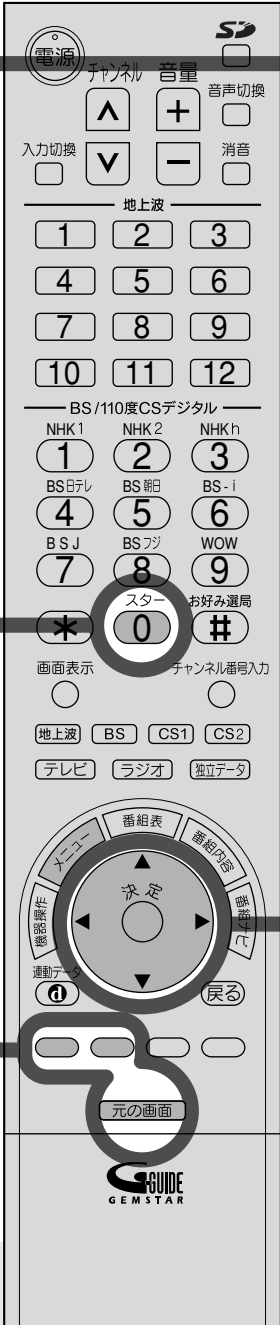 SD
電源
チャンネル 音量
音声切換
入力切換
消音
地上波
1 2 3
4 5 6
7 8 9
10 11 12
BS/110度CSデジタル
NHK1 NHK2 NHKh
1 2 3
BS日テレ BS朝日 BS-i
4 5 6
BSJ BSフジ WOW
7 8 9
スター お好み選局
* 0 #
画面表示 チャンネル番号入力
地上波 BS CS1 CS2
テレビ ラジオ 独立データ
番組表
メニュー 番組内容
機器操作 番組ナビ
決定
連動データ
d 戻る
元の画面
G-GUIDE
GEMSTAR